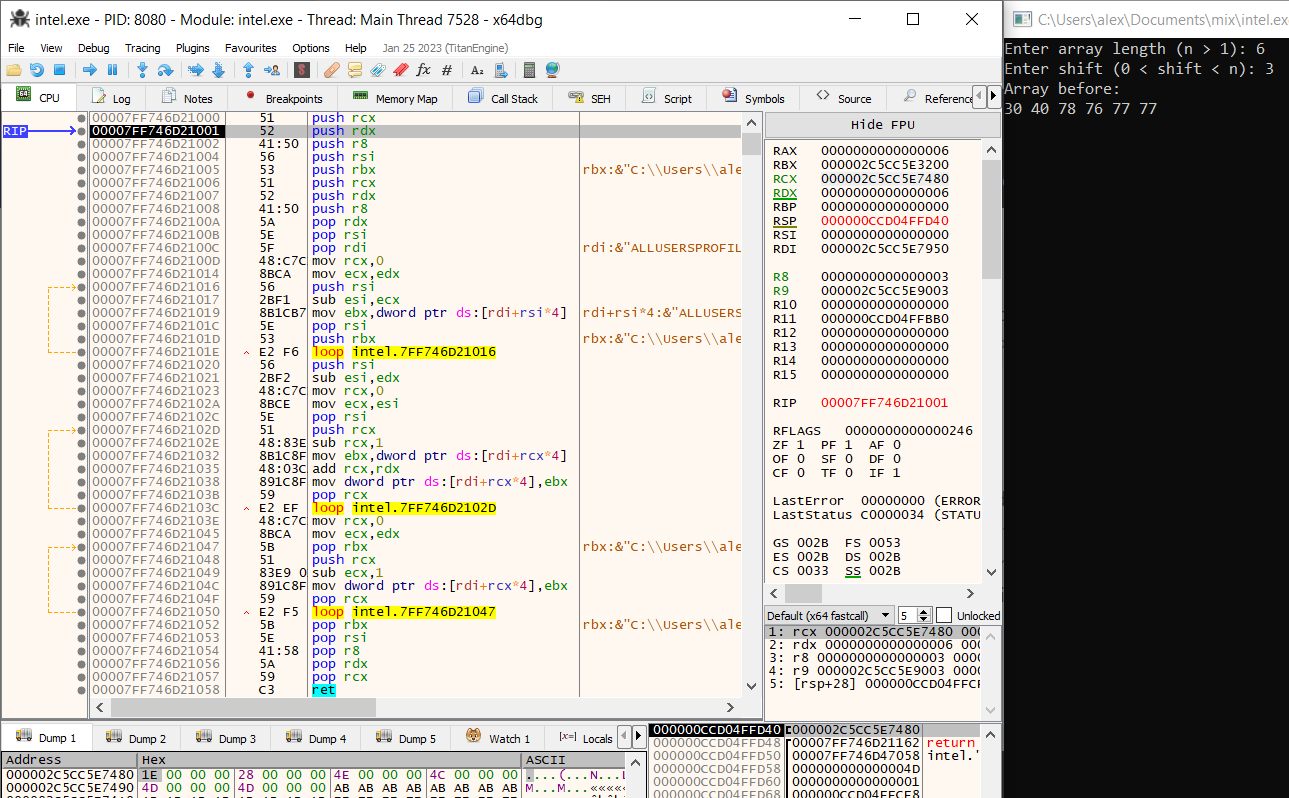 intel.exe - PID: 8080 - Module: intel.exe - Thread: Main Thread 7528 - x64dbg
C:\Users\alex\Documents\mix\intel.ex
File View Debug Tracing Plugins Favourites Options Help Jan 25 2023 (TitanEngine)
CPU Log Notes Breakpoints Memory Map Call Stack SEH Script Symbols Source Reference
Enter array length (n > 1): 6
Enter shift (0 < shift < n): 3
Array before:
30 40 78 76 77 77
RIP
00007FF746D21000 51 push rcx
00007FF746D21001 52 push rdx
00007FF746D21002 41:50 push r8
00007FF746D21004 56 push rsi
00007FF746D21005 53 push rbx rbx:&"C:\\Users\\ale
00007FF746D21006 51 push rcx
00007FF746D21007 52 push rdx
00007FF746D21008 41:50 push r8
00007FF746D2100A 5A pop rdx
00007FF746D2100B 5E pop rsi
00007FF746D2100C 5F pop rdi rdi:&"ALLUSERSPROFIL
00007FF746D2100D 48:C7C mov rcx,0
00007FF746D21014 8BCA mov ecx,edx
00007FF746D21016 56 push rsi
00007FF746D21017 2BF1 sub esi,ecx
00007FF746D21019 8B1CB7 mov ebx,dword ptr ds:[rdi+rsi*4] rdi+rsi*4:&"ALLUSERS
00007FF746D2101C 5E pop rsi
00007FF746D2101D 53 push rbx rbx:&"C:\\Users\\ale
00007FF746D2101E E2 F6 loop intel.7FF746D21016
00007FF746D21020 56 push rsi
00007FF746D21021 2BF2 sub esi,edx
00007FF746D21023 48:C7C mov rcx,0
00007FF746D2102A 8BCE mov ecx,esi
00007FF746D2102C 5E pop rsi
00007FF746D2102D 51 push rcx
00007FF746D2102E 48:83E sub rcx,1
00007FF746D21032 8B1C8F mov ebx,dword ptr ds:[rdi+rcx*4]
00007FF746D21035 48:03C add rcx,rdx
00007FF746D21038 891C8F mov dword ptr ds:[rdi+rcx*4],ebx
00007FF746D2103B 59 pop rcx
00007FF746D2103C E2 EF loop intel.7FF746D2102D
00007FF746D2103E 48:C7C mov rcx,0
00007FF746D21045 8BCA mov ecx,edx
00007FF746D21047 5B pop rbx rbx:&"C:\\Users\\ale
00007FF746D21048 51 push rcx
00007FF746D21049 83E9 0 sub ecx,1
00007FF746D2104C 891C8F mov dword ptr ds:[rdi+rcx*4],ebx
00007FF746D2104F 59 pop rcx
00007FF746D21050 E2 F5 loop intel.7FF746D21047
00007FF746D21052 5B pop rbx rbx:&"C:\\Users\\ale
00007FF746D21053 5E pop rsi
00007FF746D21054 41:58 pop r8
00007FF746D21056 5A pop rdx
00007FF746D21057 59 pop rcx
00007FF746D21058 C3 ret
Hide FPU
RAX 0000000000000006
RBX 000002C5CC5E3200
RCX 000002C5CC5E7480
RDX 0000000000000006
RBP 0000000000000000
RSP 000000CCD04FFD40
RSI 0000000000000000
RDI 000002C5CC5E7950
R8 0000000000000003
R9 000002C5CC5E9003
R10 0000000000000000
R11 000000CCD04FFBB0
R12 0000000000000000
R13 0000000000000000
R14 0000000000000000
R15 0000000000000000
RIP 00007FF746D21001
RFLAGS 0000000000000246
ZF 1 PF 1 AF 0
OF 0 SF 0 DF 0
CF 0 TF 0 IF 1
LastError 00000000 (ERROR
LastStatus C0000034 (STATU
GS 002B FS 0053
ES 002B DS 002B
CS 0033 SS 002B
Default (x64 fastcall) 5 Unlocked
1: rcx 000002C5CC5E7480 000
2: rdx 0000000000000006 000
3: r8 0000000000000003 0000
4: r9 000002C5CC5E9003 0000
5: [rsp+28] 000000CCD04FFCF
Dump 1 Dump 2 Dump 3 Dump 4 Dump 5 Watch 1 [x=] Locals
Address Hex ASCII
000002C5CC5E7480 1E 00 00 00 28 00 00 00 4E 00 00 00 4C 00 00 00 ....(...N...L
000002C5CC5E7490 4D 00 00 00 4D 00 00 00 AB AB AB AB AB AB AB AB M...M...«««««
000000CCD04FFD40 000002C5CC5E7480
000000CCD04FFD48 00007FF746D21162 return
000000CCD04FFD50 00007FF746D47058 intel."
000000CCD04FFD58 000000000000004D
000000CCD04FFD60 0000000000000001
000000CCD04FFD68 000000CCD04FFCF8